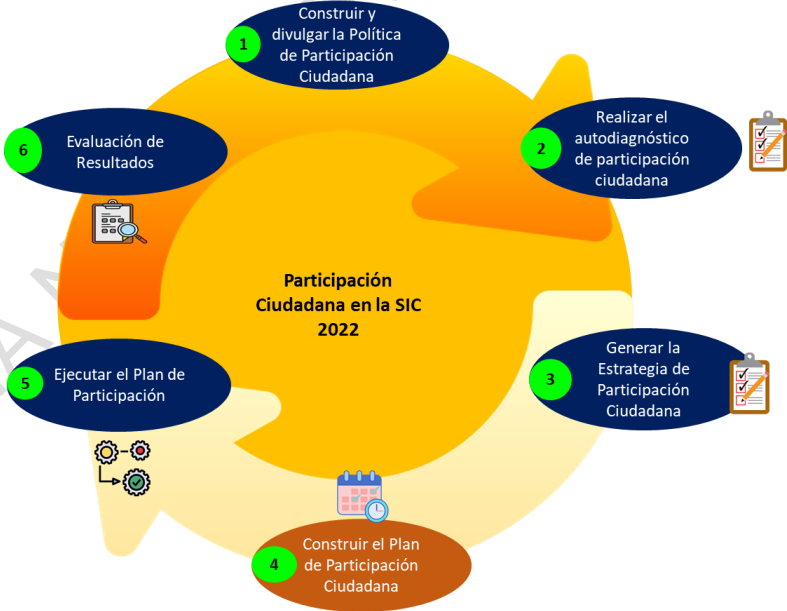 1
Construir y
divulgar la Política
de Participación
Ciudadana
2
Realizar el
autodiagnóstico
de participación
ciudadana
3
Generar la
Estrategia de
Participación
Ciudadana
4
Construir el Plan
de Participación
Ciudadana
5
Ejecutar el Plan de
Participación
6
Evaluación de
Resultados
Participación
Ciudadana en la SIC
2022